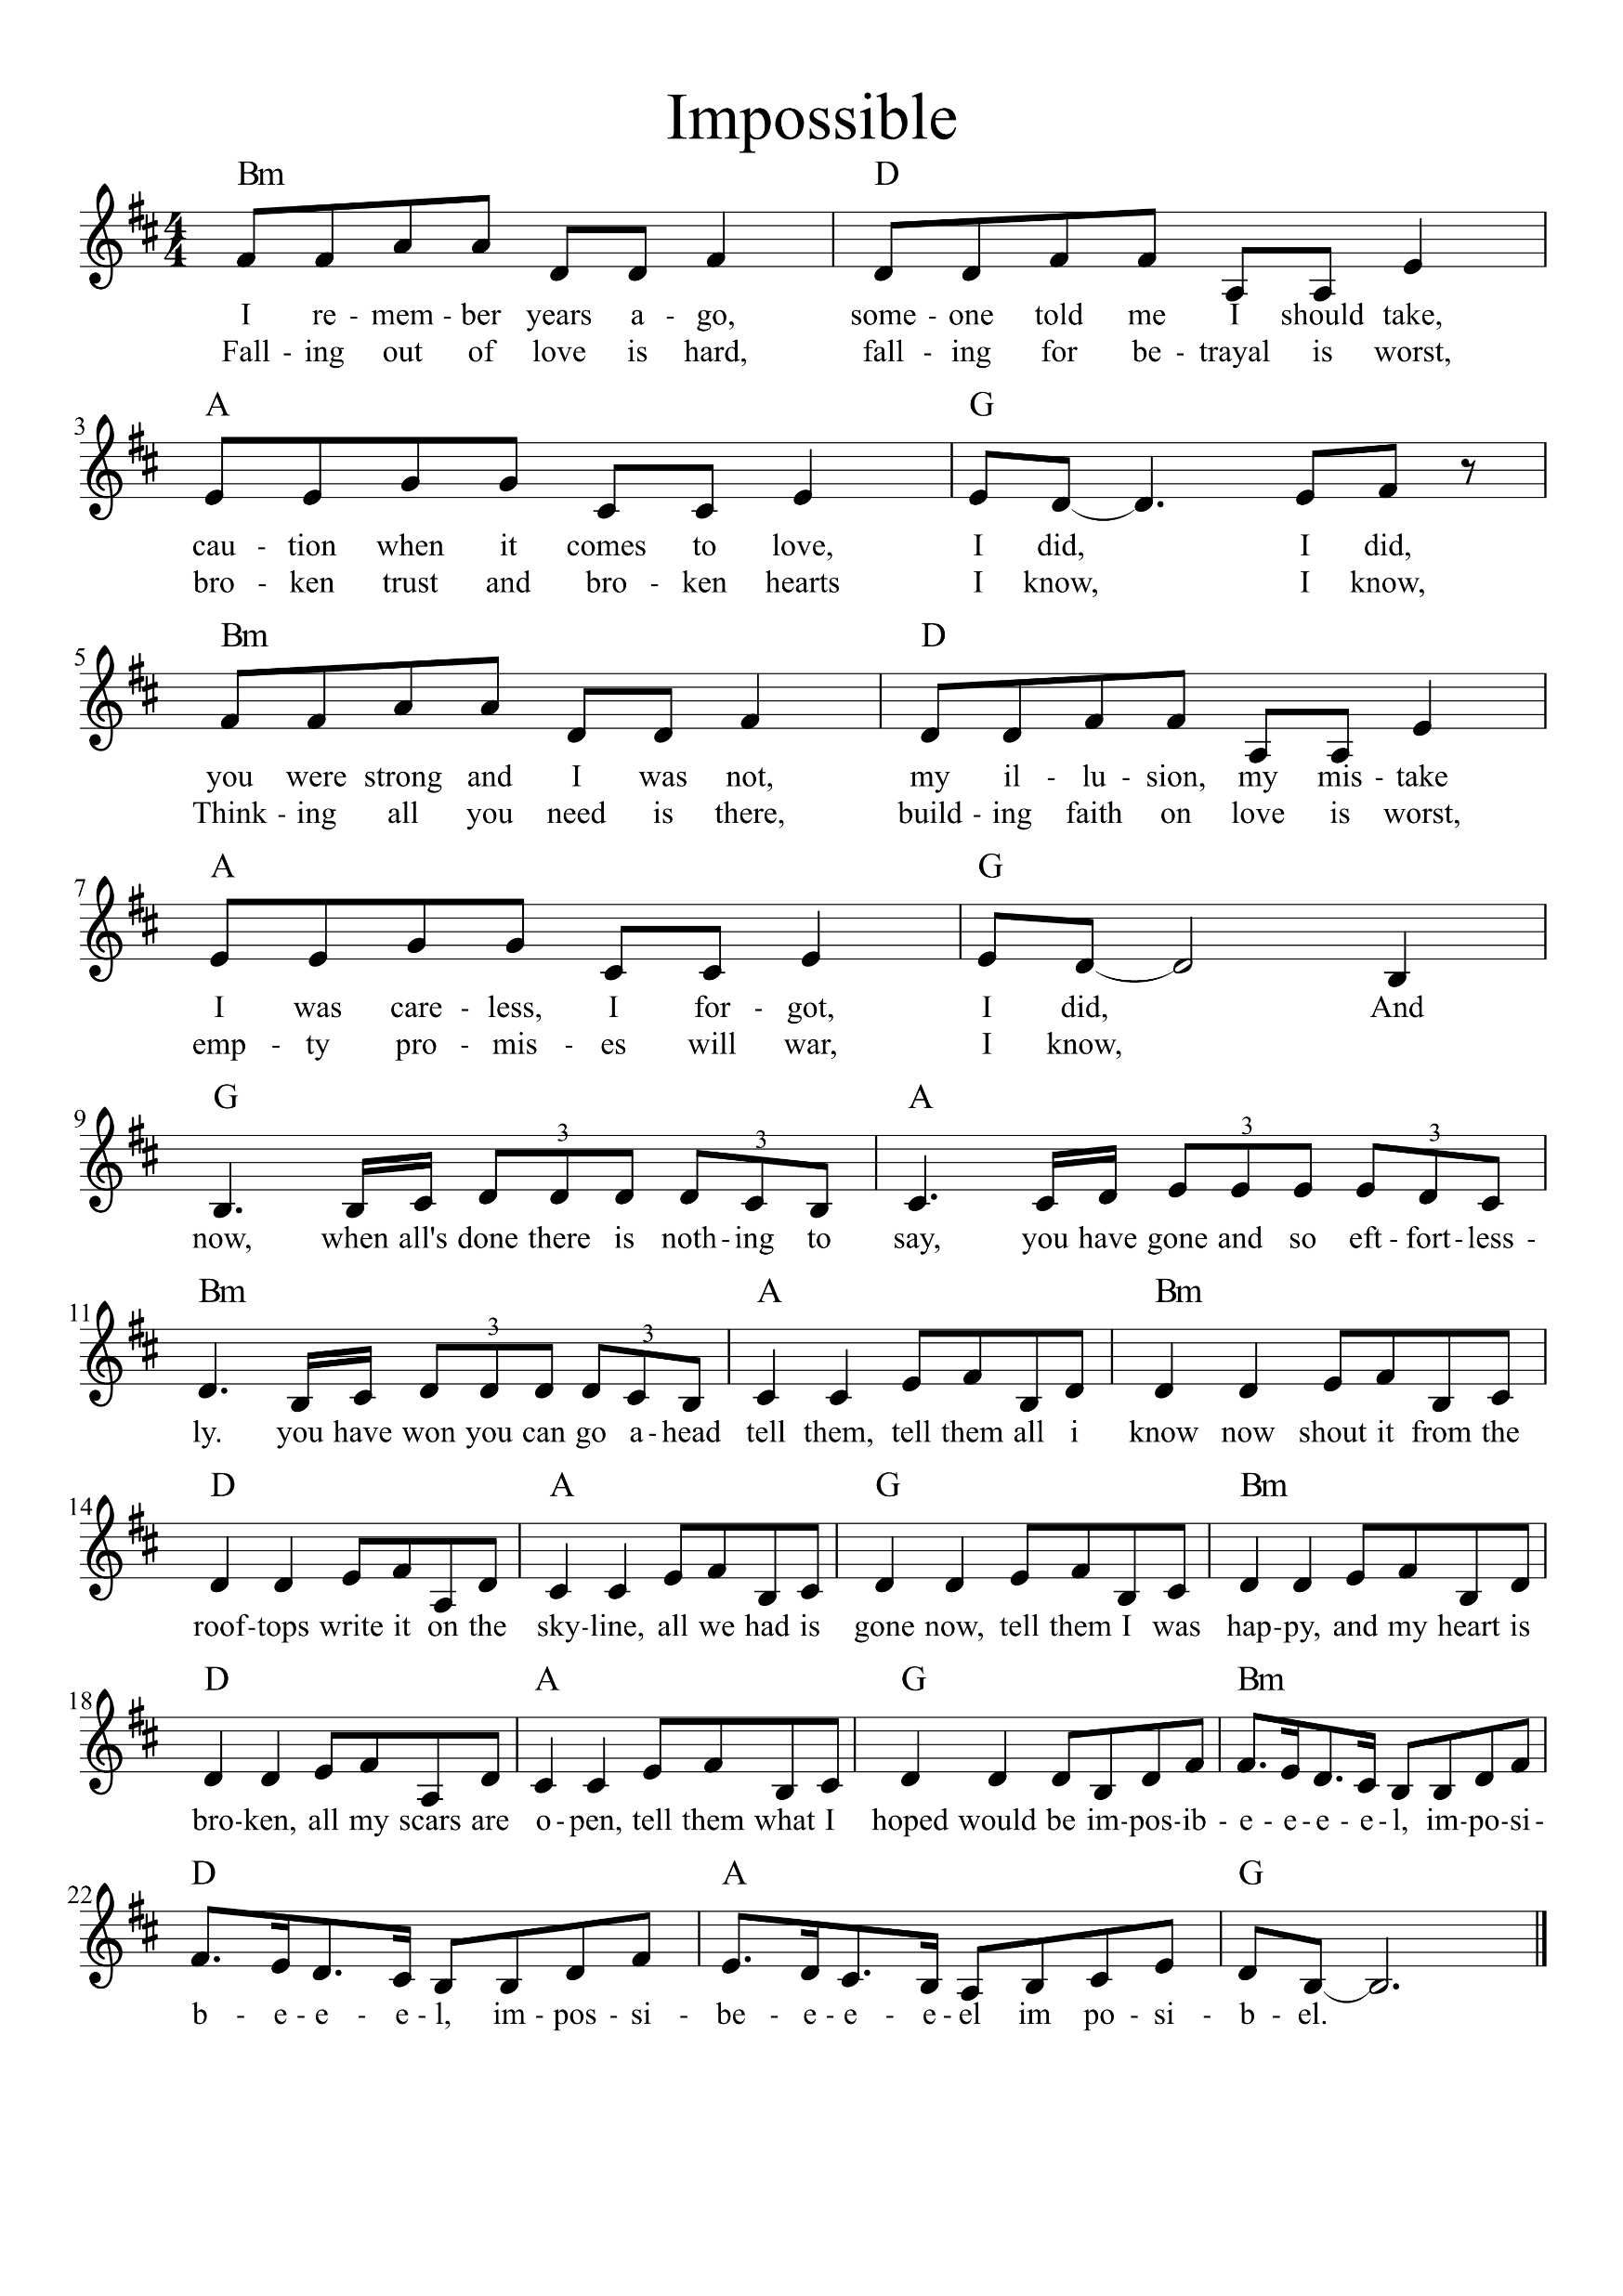 Impossible
Bm D
4
4
I re - mem - ber years a - go, some - one told me I should take,
Fall - ing out of love is hard, fall - ing for be - trayal is worst,
A G
3
cau - tion when it comes to love, I did, I did,
bro - ken trust and bro - ken hearts I know, I know,
Bm D
5
you were strong and I was not, my il - lu - sion, my mis - take
Think - ing all you need is there, build - ing faith on love is worst,
A G
7
I was care - less, I for - got, I did, And
emp - ty pro - mis - es will war, I know,
G A
9 3 3 3 3
now, when all's done there is noth - ing to say, you have gone and so eft - fort - less -
Bm A Bm
11 3 3
ly. you have won you can go a - head tell them, tell them all i know now shout it from the
D A G Bm
14
roof - tops write it on the sky - line, all we had is gone now, tell them I was hap - py, and my heart is
D A G Bm
18
bro - ken, all my scars are o - pen, tell them what I hoped would be im - pos - ib - e - e - e - e - l, im - po - si -
D A G
22
b - e - e - e - l, im - pos - si - be - e - e - e - el im po - si - b - el.